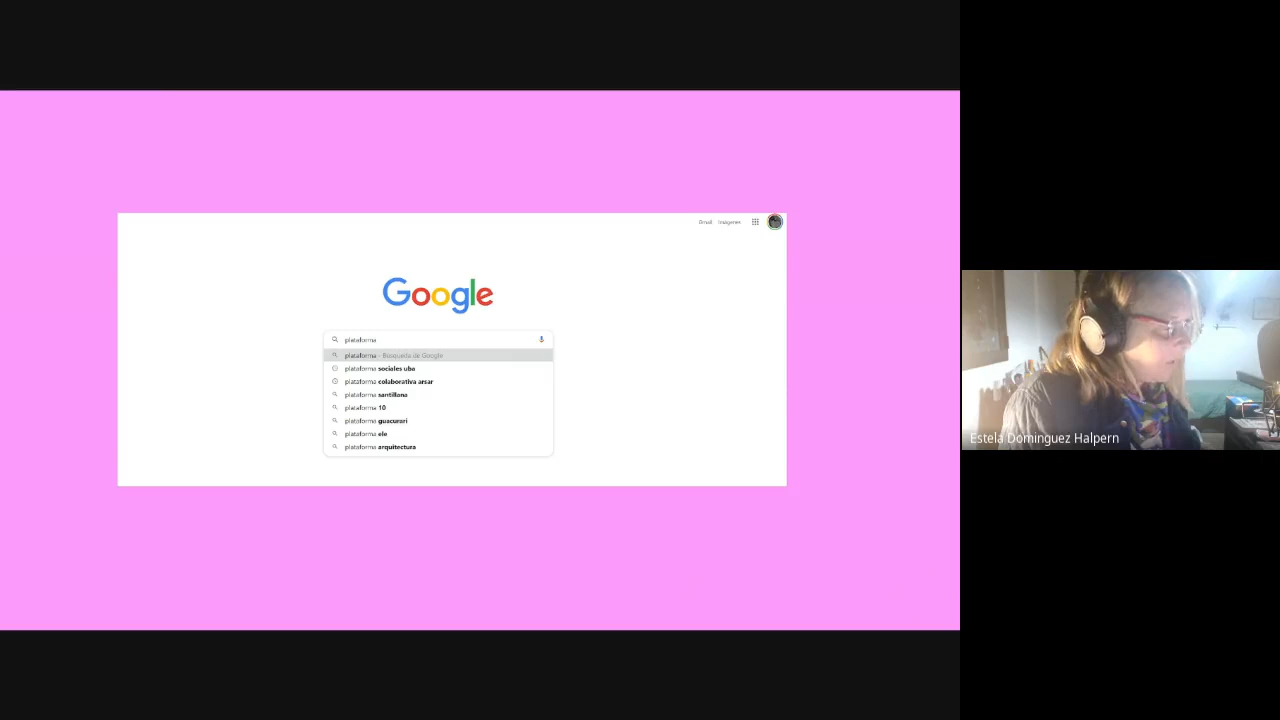 Gmail Imágenes
Google
plataforma
plataforma - Búsqueda de Google
plataforma sociales uba
plataforma colaborativa arsar
plataforma santillana
plataforma 10
plataforma guacurari
plataforma ele
plataforma arquitectura
Estela Dominguez Halpern